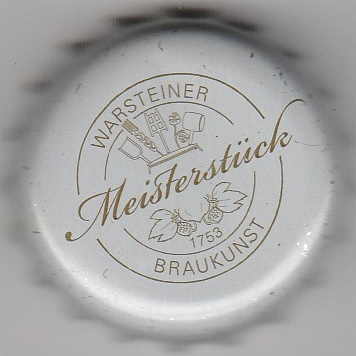 WARSTEINER
Meisterstück
1753
BRAUKUNST